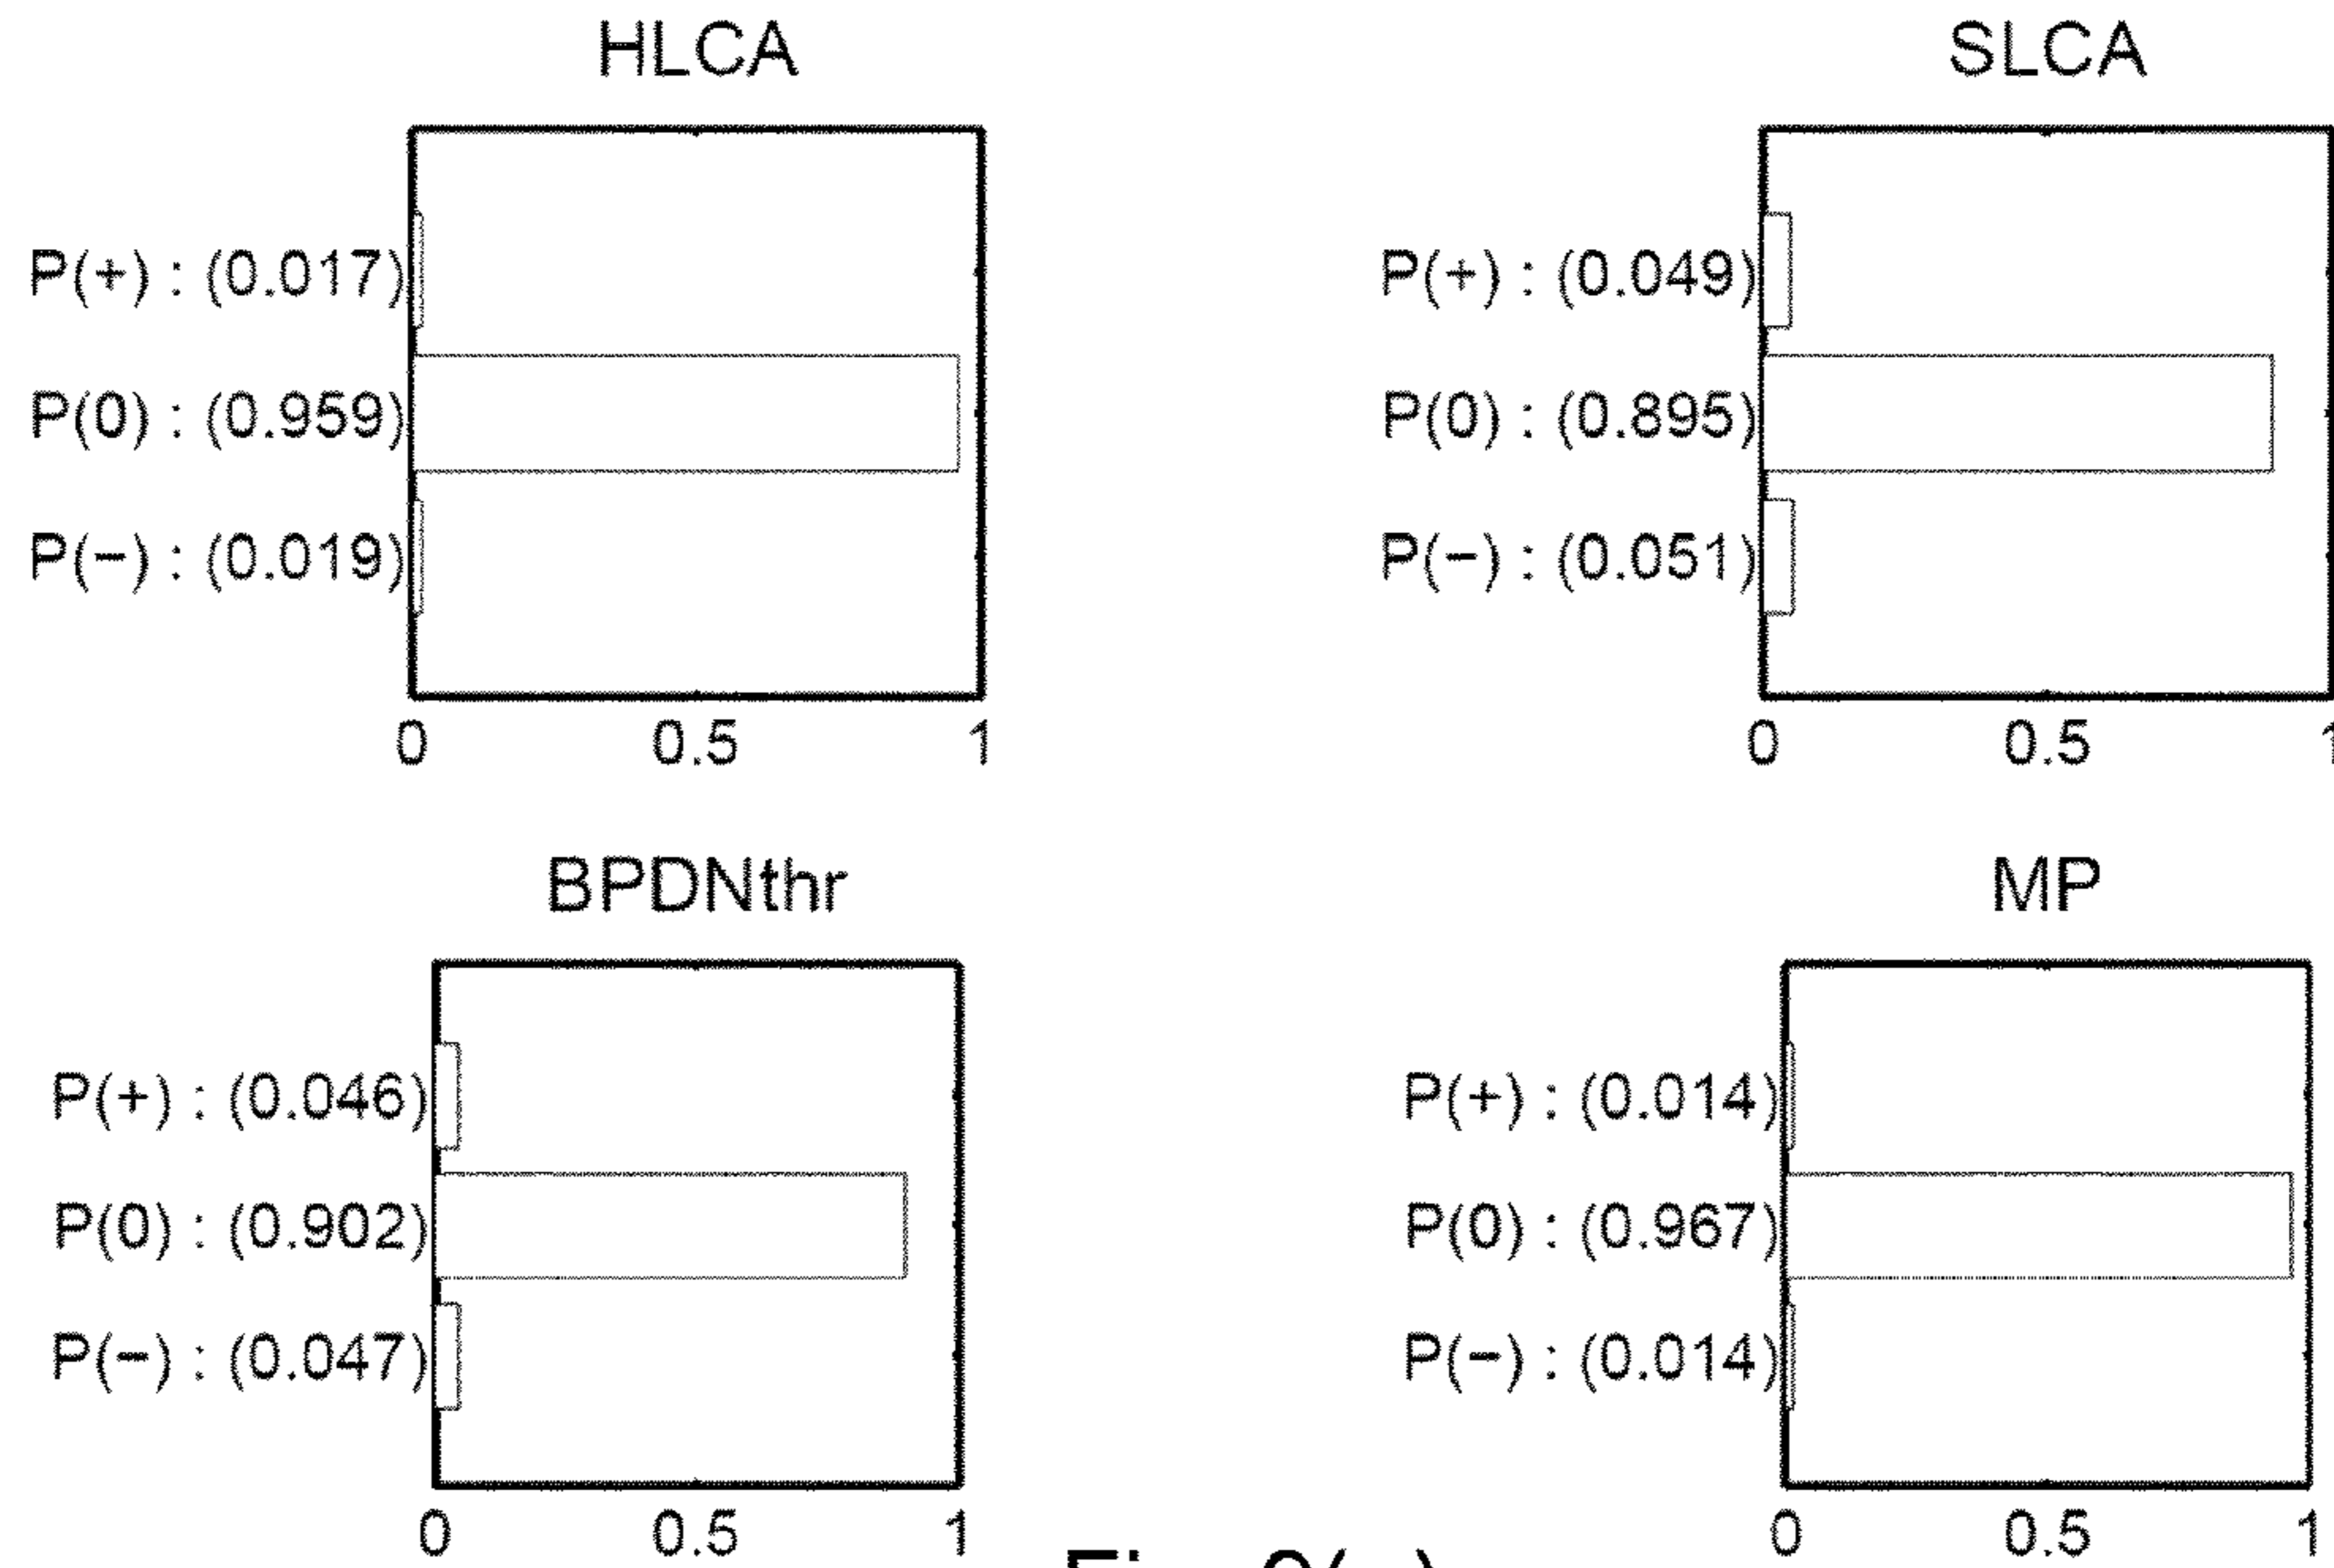 HLCA
P(+) : (0.017)
P(0) : (0.959)
P(−) : (0.019)
0 0.5 1
SLCA
P(+) : (0.049)
P(0) : (0.895)
P(−) : (0.051)
0 0.5 1
BPDNthr
P(+) : (0.046)
P(0) : (0.902)
P(−) : (0.047)
0 0.5 1
MP
P(+) : (0.014)
P(0) : (0.967)
P(−) : (0.014)
0 0.5 1